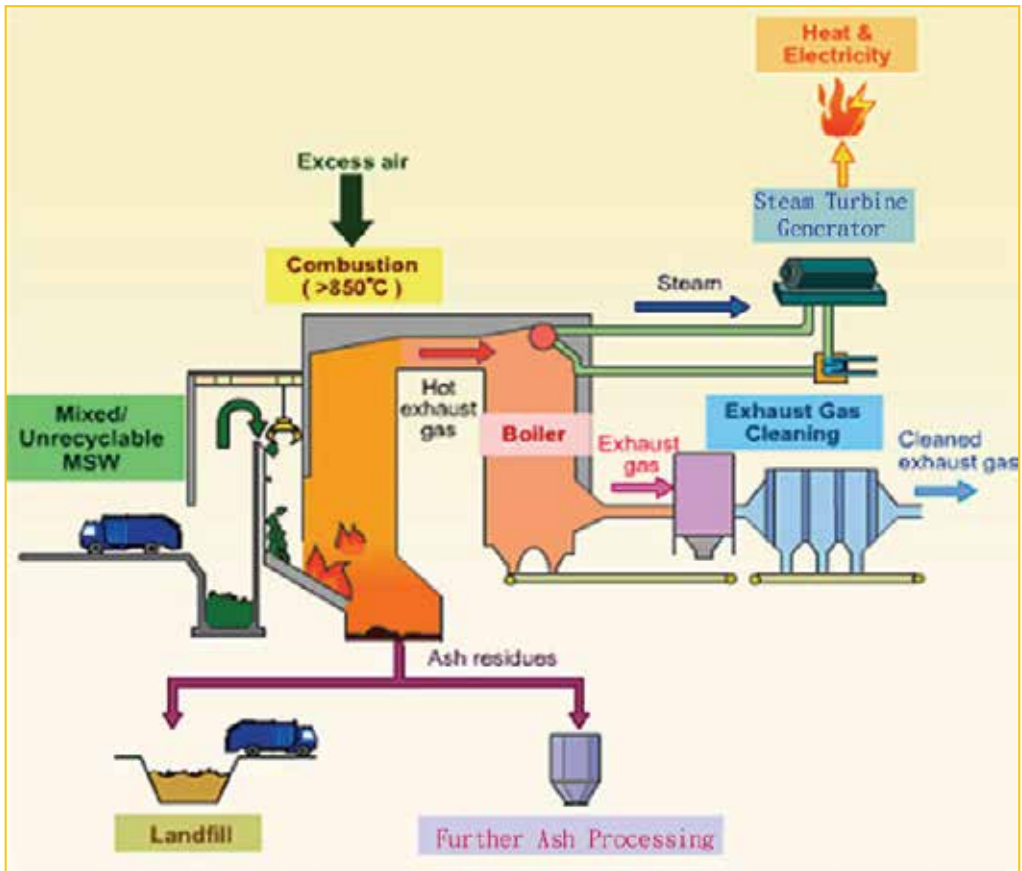 Heat &
Electricity
Excess air
Steam Turbine
Generator
Combustion
( >850°C )
Steam
Mixed/
Unrecyclable
MSW
Hot
exhaust
gas
Boiler
Exhaust
gas
Exhaust Gas
Cleaning
Cleaned
exhaust gas
Ash residues
Landfill
Further Ash Processing